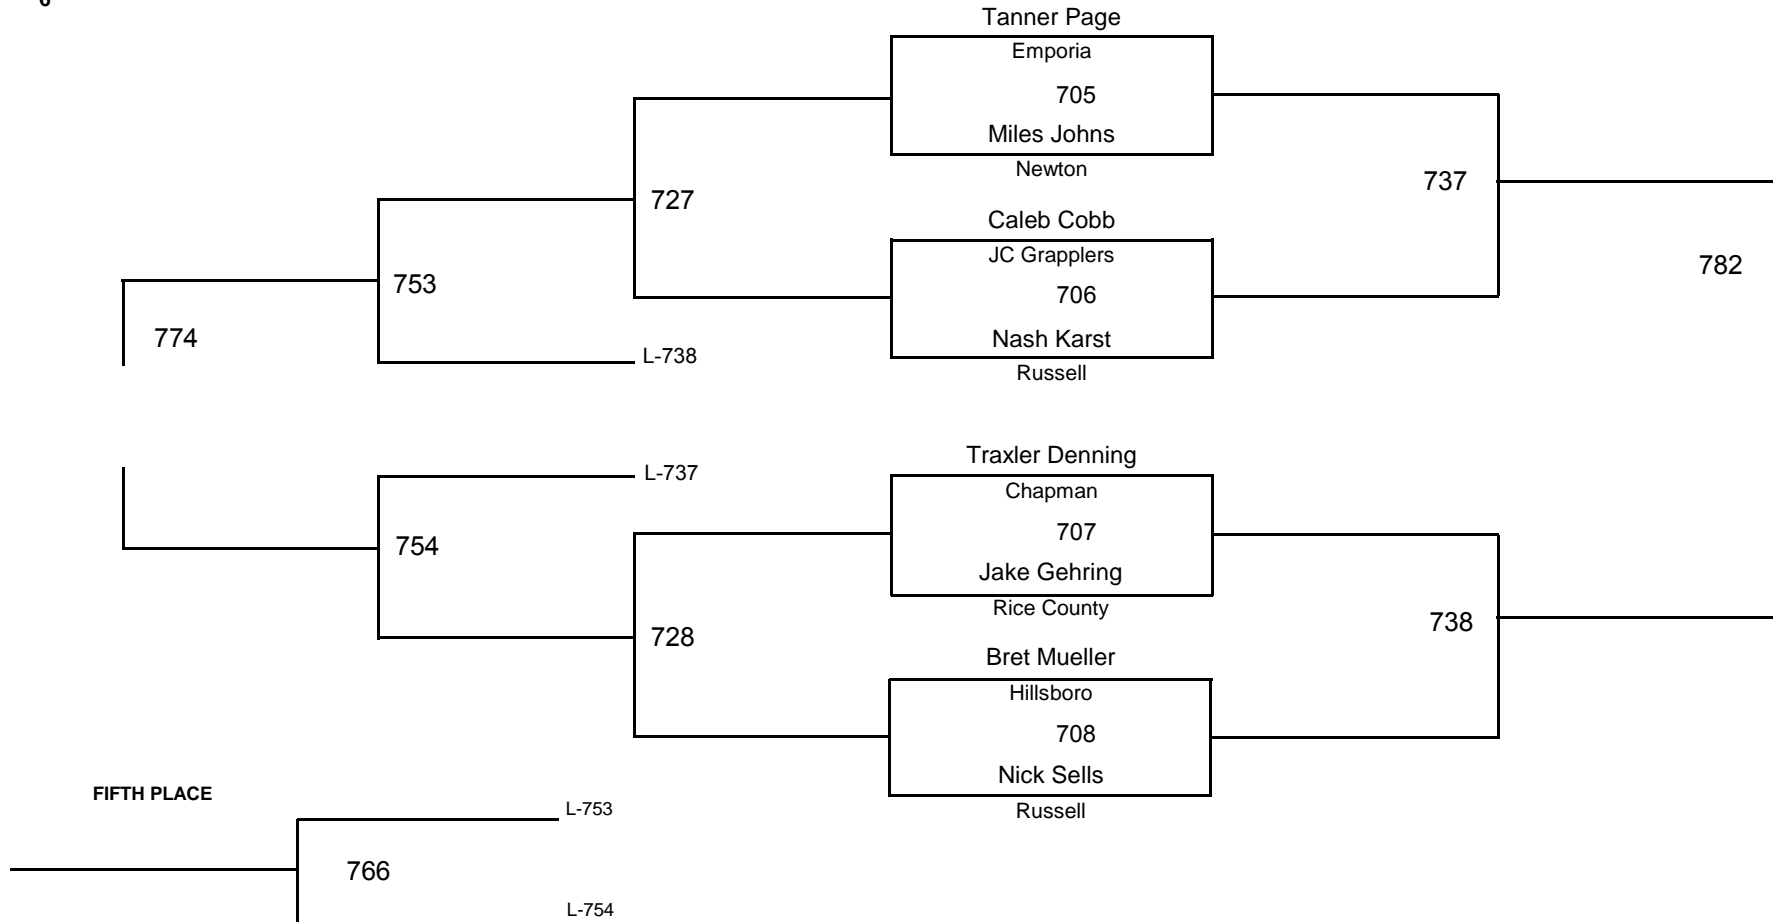 6
Tanner Page
Emporia
705
Miles Johns
Newton
737
727
Caleb Cobb
JC Grapplers
706
Nash Karst
Russell
782
753
774
L-738
Traxler Denning
L-737
Chapman
707
754
Jake Gehring
Rice County
738
728
Bret Mueller
Hillsboro
708
Nick Sells
Russell
FIFTH PLACE
L-753
766
L-754